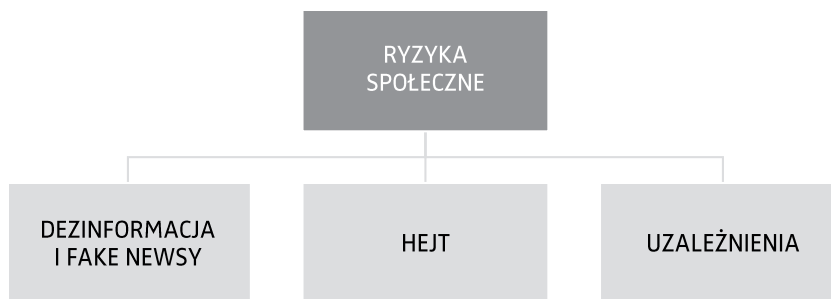 RYZYKA
SPOŁECZNE
DEZINFORMACJA
I FAKE NEWSY
HEJT
UZALEŻNIENIA